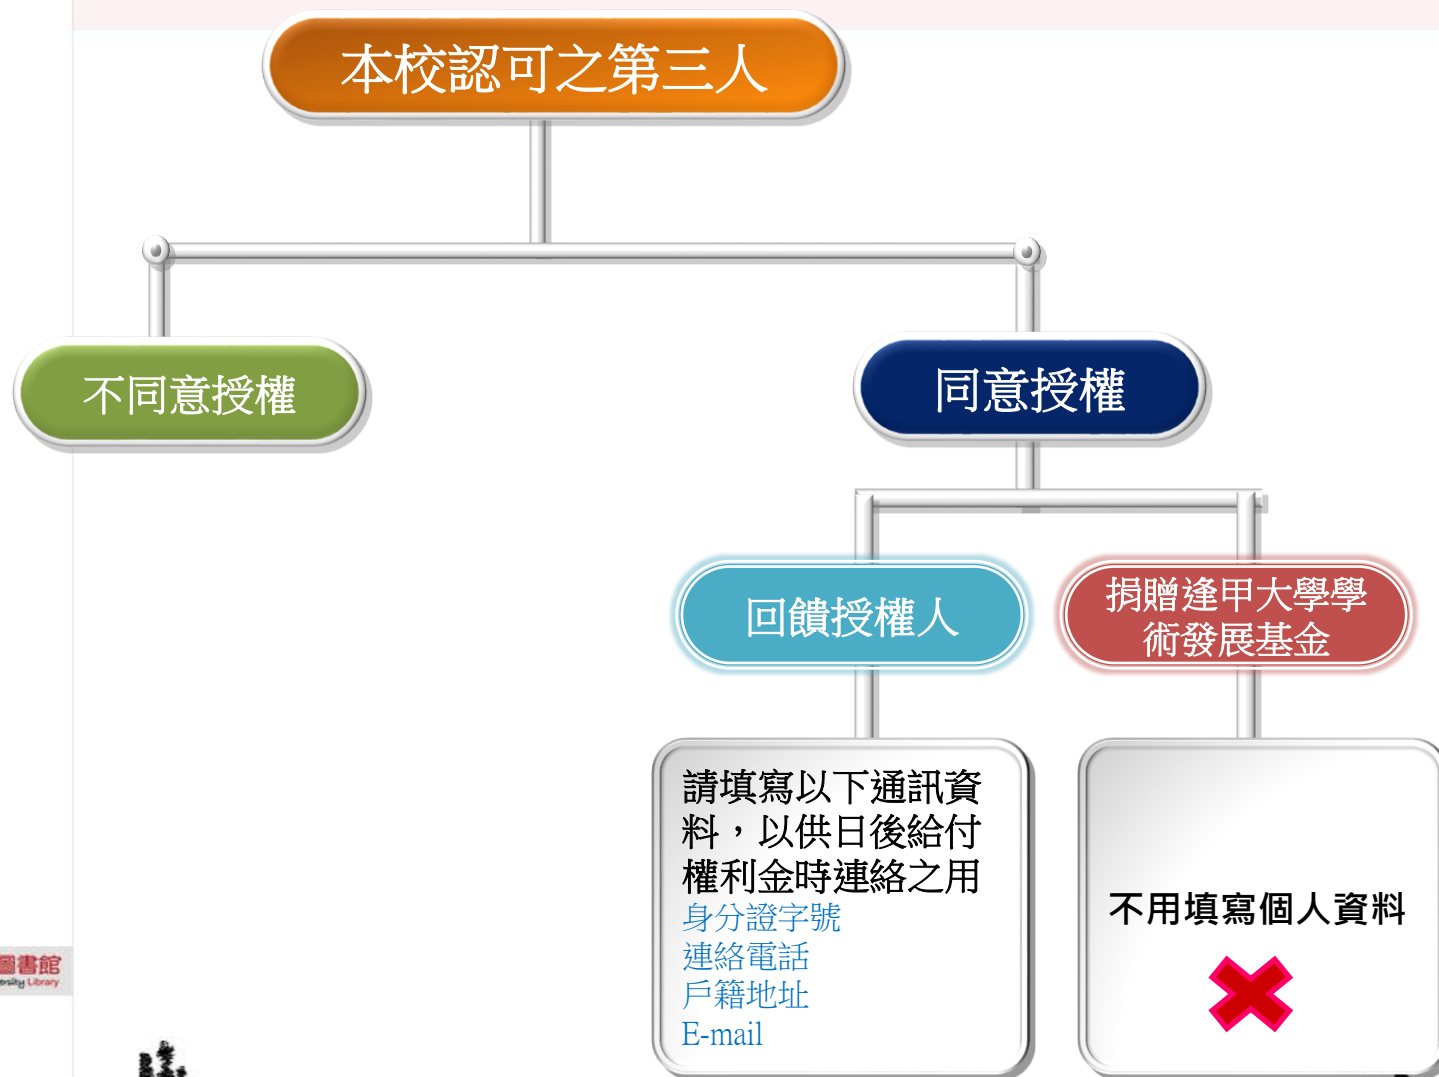 本校認可之第三人
不同意授權
同意授權
回饋授權人
捐贈逢甲大學學
術發展基金
請填寫以下通訊資
料，以供日後給付
權利金時連絡之用
身分證字號
連絡電話
戶籍地址
E-mail
不用填寫個人資料
圖書館
Library